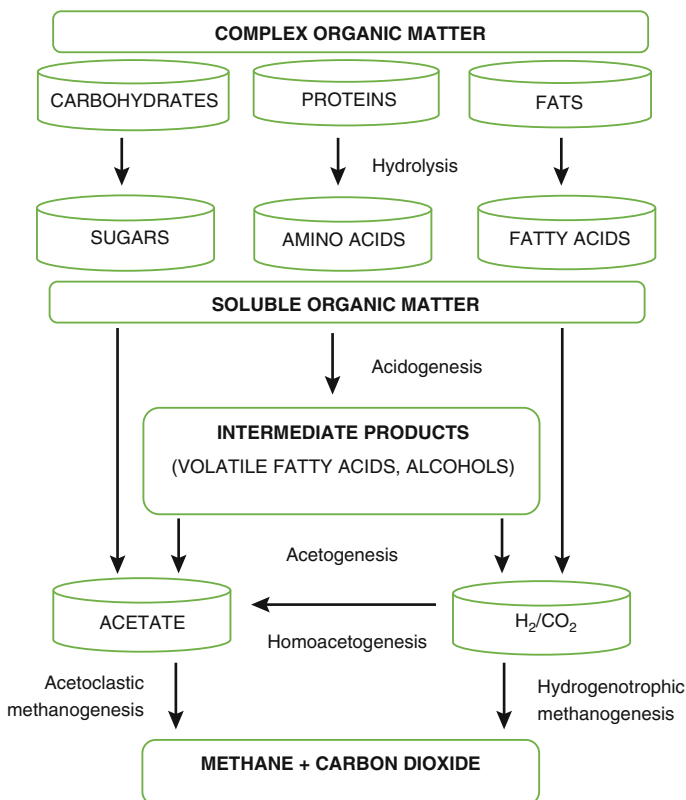 COMPLEX ORGANIC MATTER
CARBOHYDRATES
PROTEINS
FATS
Hydrolysis
SUGARS
AMINO ACIDS
FATTY ACIDS
SOLUBLE ORGANIC MATTER
Acidogenesis
INTERMEDIATE PRODUCTS
(VOLATILE FATTY ACIDS, ALCOHOLS)
Acetogenesis
ACETATE
H₂/CO₂
Homoacetogenesis
Acetoclastic
methanogenesis
Hydrogenotrophic
methanogenesis
METHANE + CARBON DIOXIDE